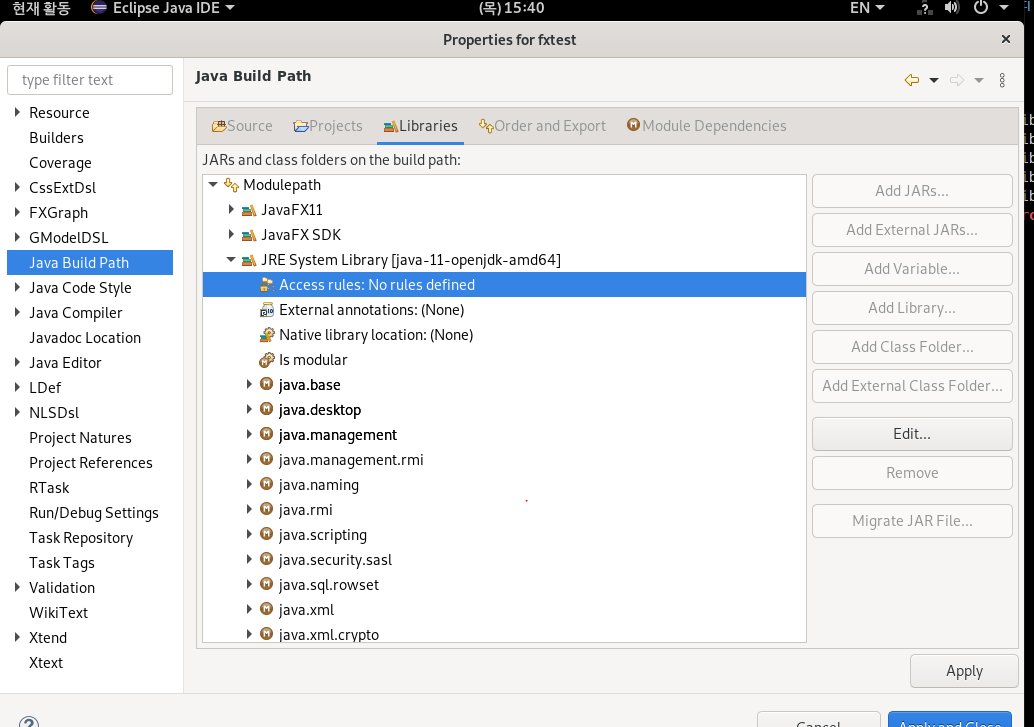 현재 활동 Eclipse Java IDE (목) 15:40 EN
Properties for fxtest
type filter text
Resource
Builders
Coverage
CssExtDsl
FXGraph
GModelDSL
Java Build Path
Java Code Style
Java Compiler
Javadoc Location
Java Editor
LDef
NLSDsl
Project Natures
Project References
RTask
Run/Debug Settings
Task Repository
Task Tags
Validation
WikiText
Xtend
Xtext
Java Build Path
Source Projects Libraries Order and Export Module Dependencies
JARs and class folders on the build path:
Modulepath
JavaFX11
JavaFX SDK
JRE System Library [java-11-openjdk-amd64]
Access rules: No rules defined
External annotations: (None)
Native library location: (None)
Is modular
java.base
java.desktop
java.management
java.management.rmi
java.naming
java.rmi
java.scripting
java.security.sasl
java.sql.rowset
java.xml
java.xml.crypto
Add JARs...
Add External JARs...
Add Variable...
Add Library...
Add Class Folder...
Add External Class Folder...
Edit...
Remove
Migrate JAR File...
Apply
Cancel Apply and Close